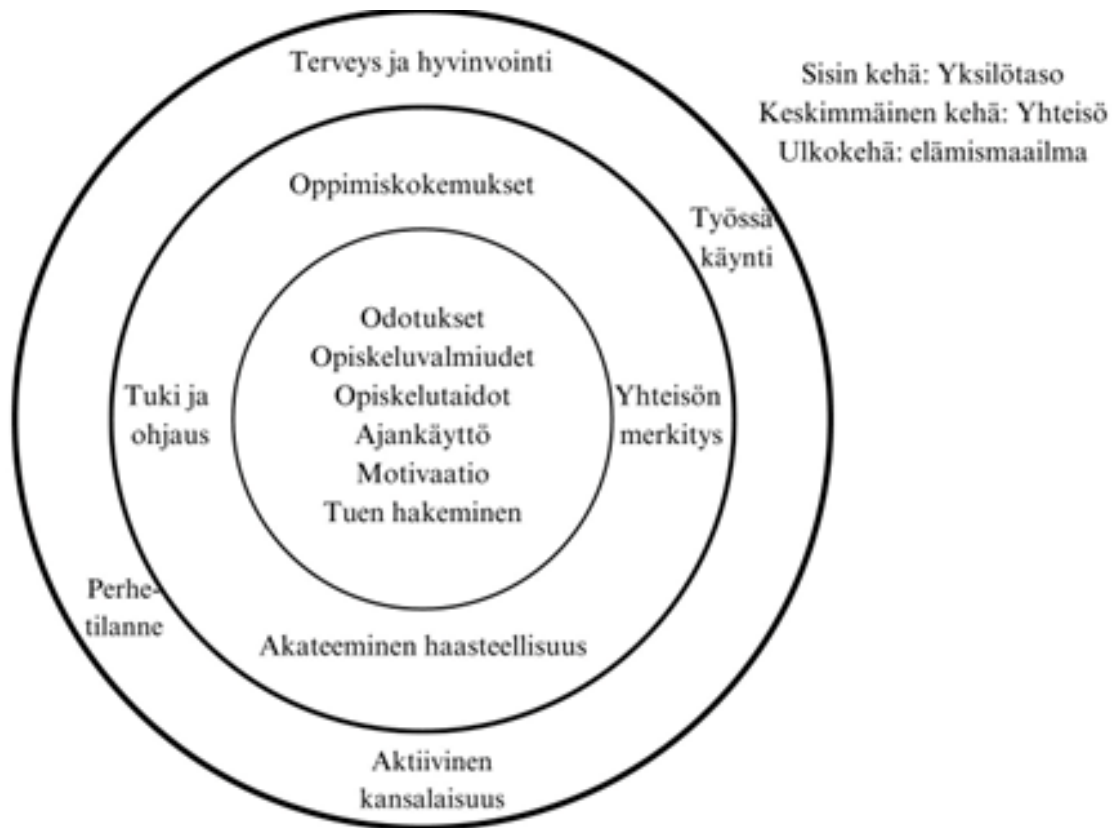 Terveys ja hyvinvointi
Sisin kehä: Yksilötaso
Keskimmäinen kehä: Yhteisö
Ulkokehä: elämismaailma
Oppimiskokemukset
Työssä
käynti
Odotukset
Opiskeluvalmiudet
Opiskelutaidot
Ajankäyttö
Motivaatio
Tuen hakeminen
Tuki ja
ohjaus
Yhteisön
merkitys
Perhe-
tilanne
Akateeminen haasteellisuus
Aktiivinen
kansalaisuus